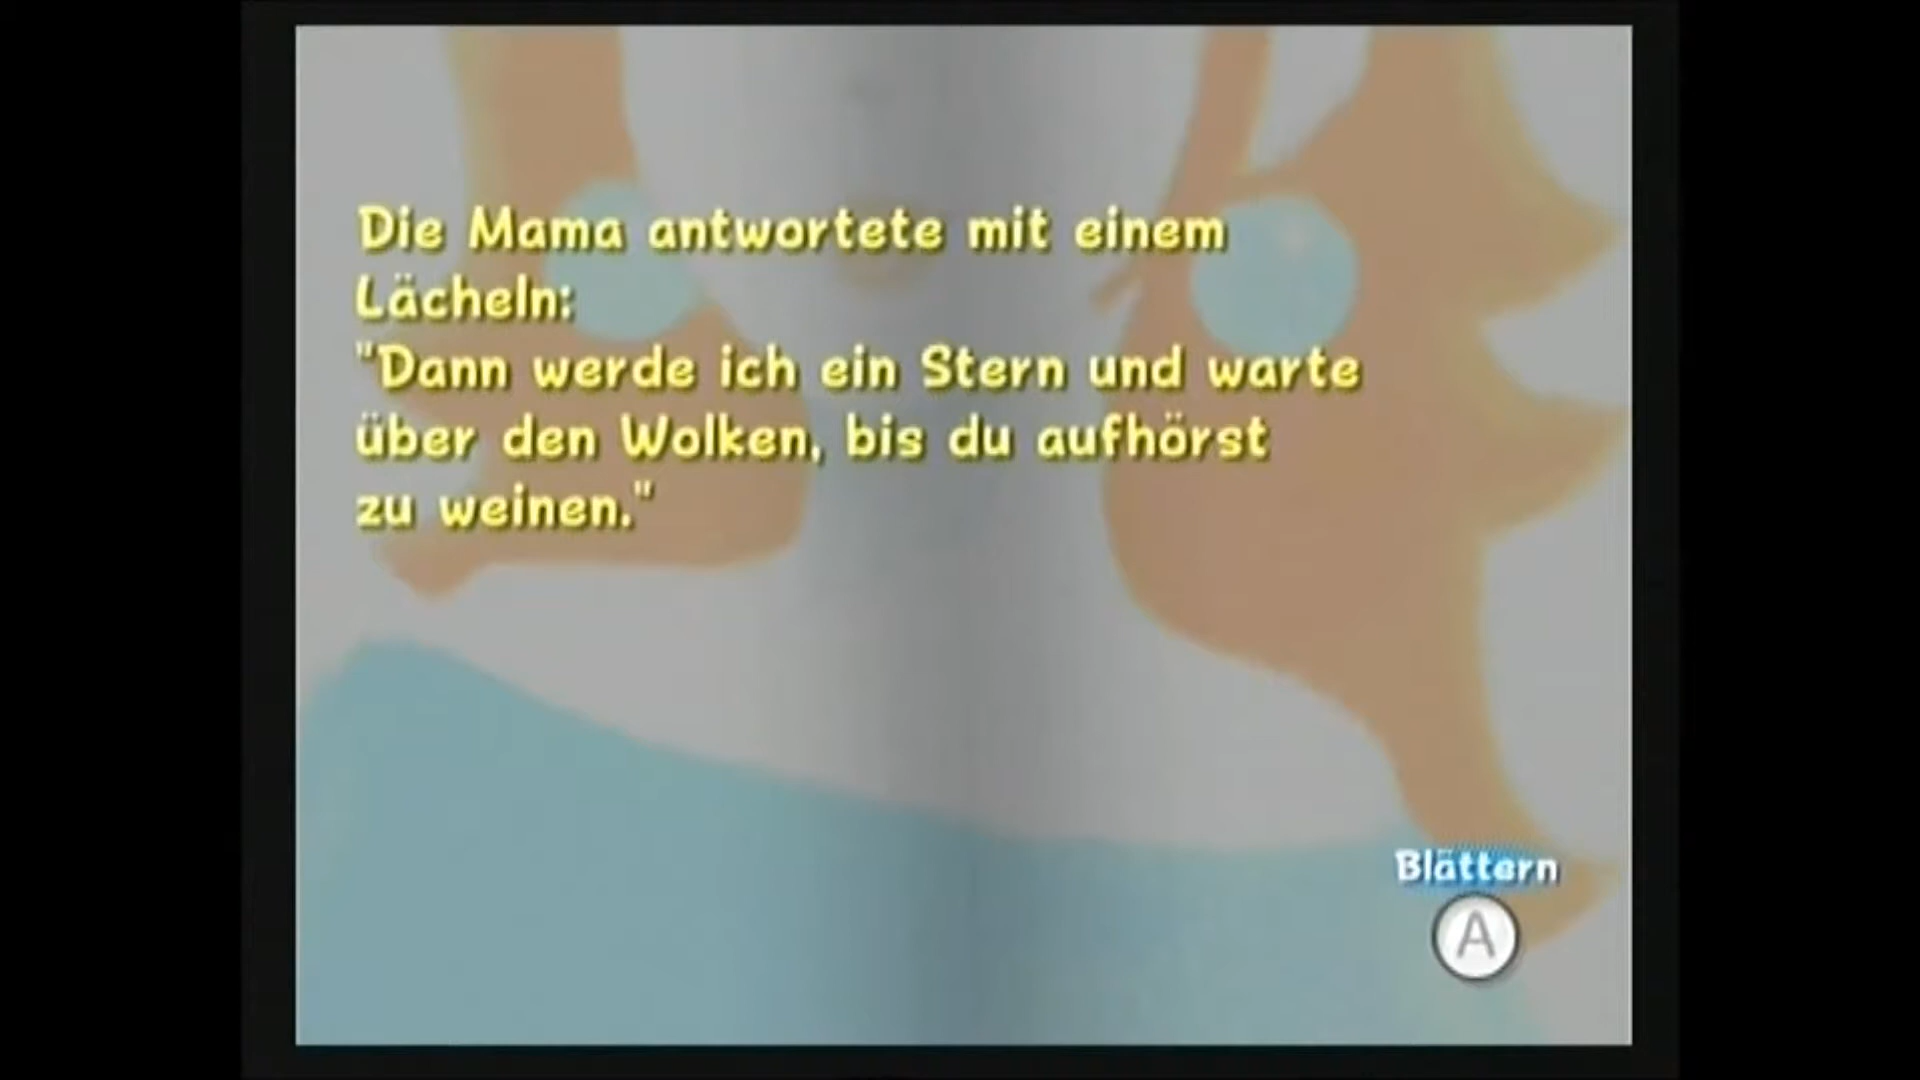 Die Mama antwortete mit einem
Lächeln:
"Dann werde ich ein Stern und warte
über den Wolken, bis du aufhörst
zu weinen."
Blättern
A